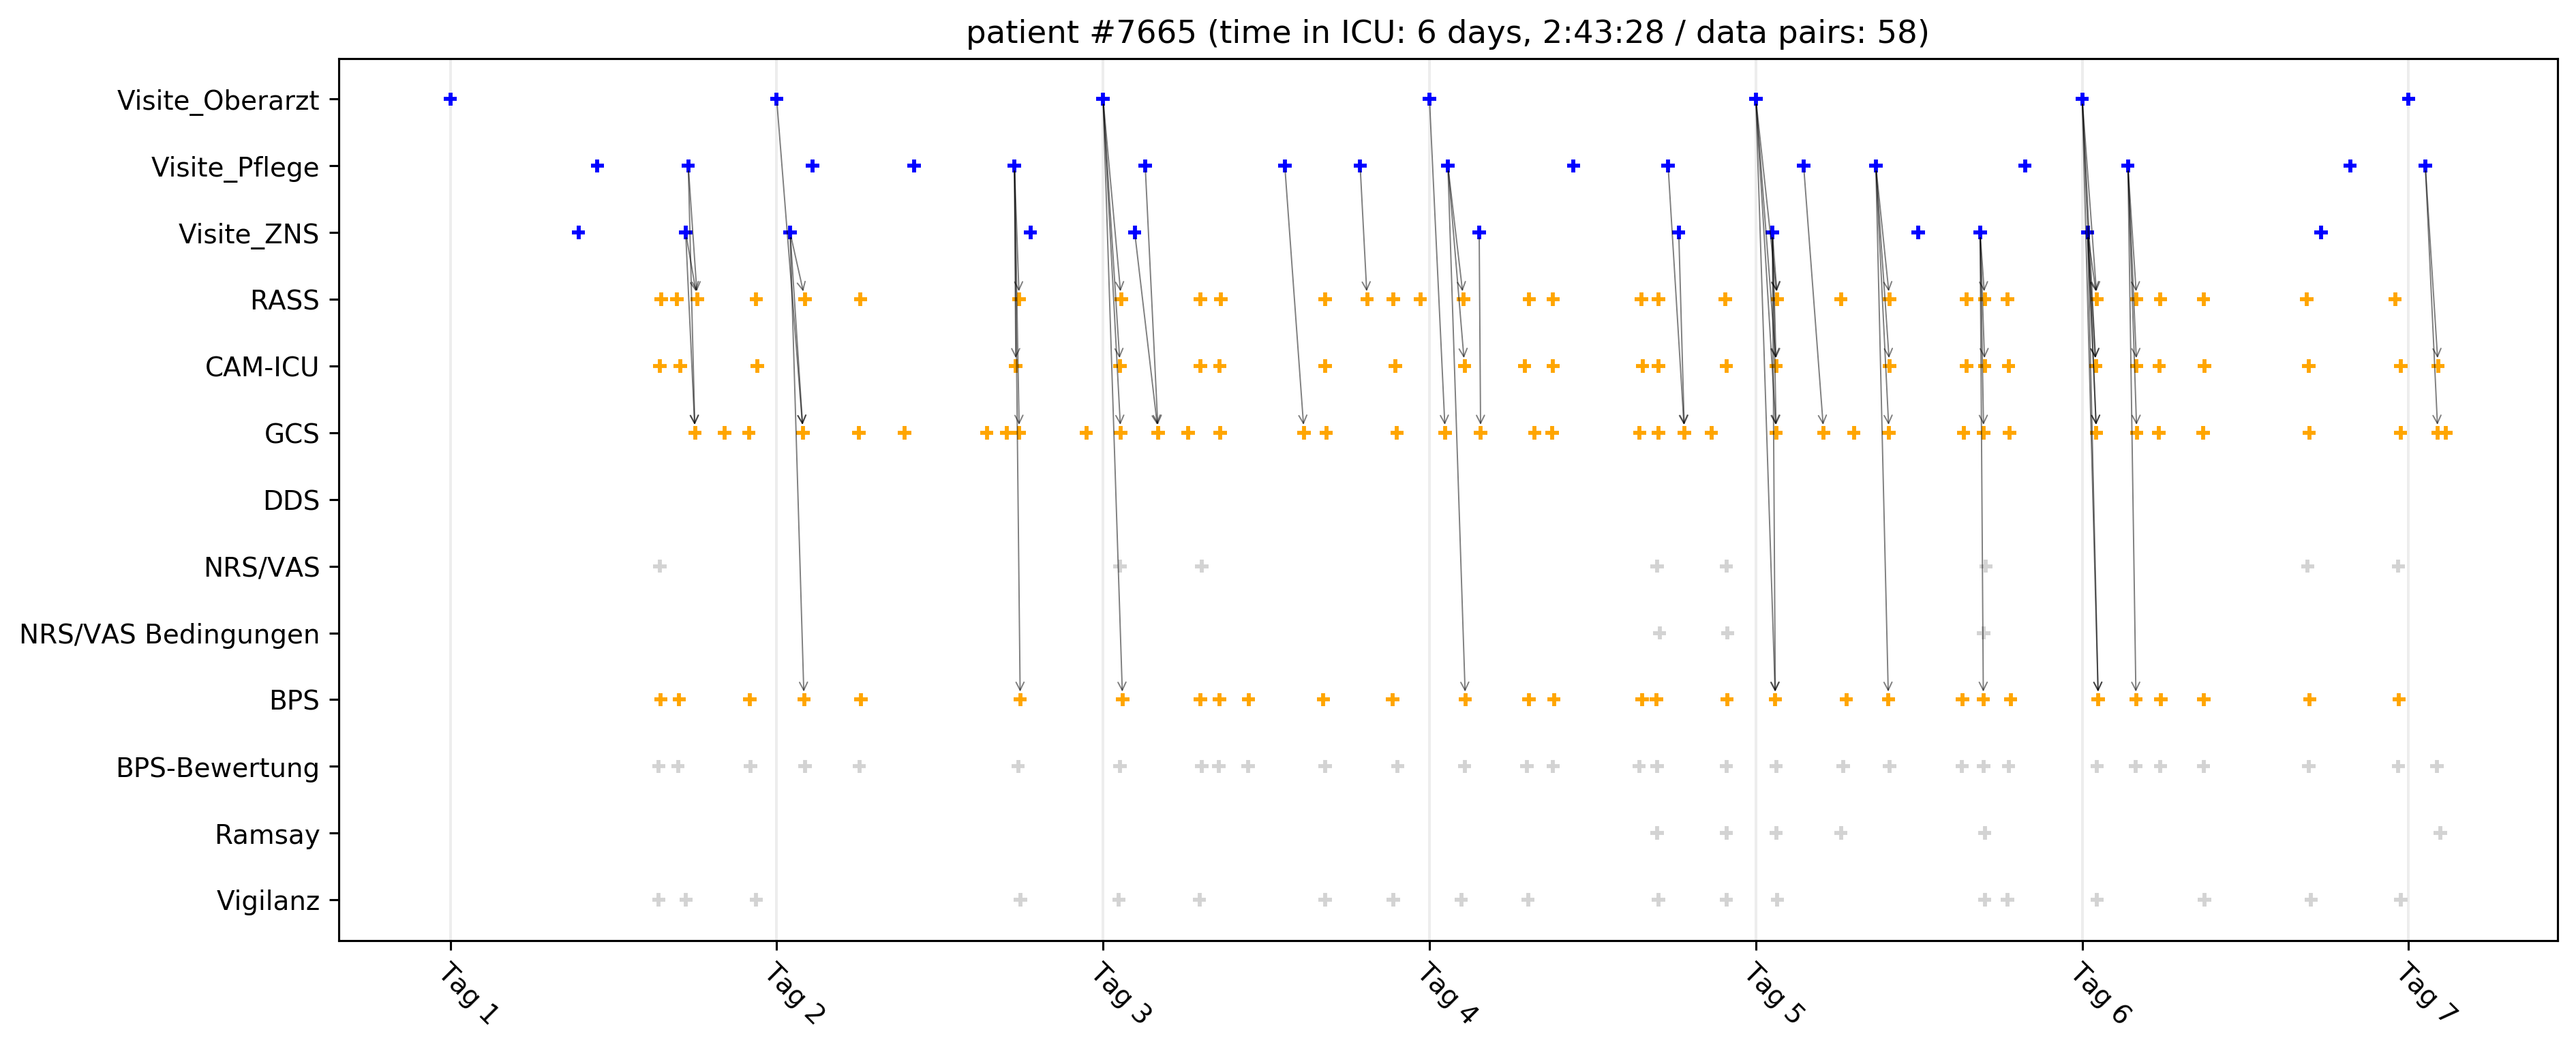 patient #7665 (time in ICU: 6 days, 2:43:28 / data pairs: 58)
Visite_Oberarzt
Visite_Pflege
Visite_ZNS
RASS
CAM-ICU
GCS
DDS
NRS/VAS
NRS/VAS Bedingungen
BPS
BPS-Bewertung
Ramsay
Vigilanz
Tag 1
Tag 2
Tag 3
Tag 4
Tag 5
Tag 6
Tag 7